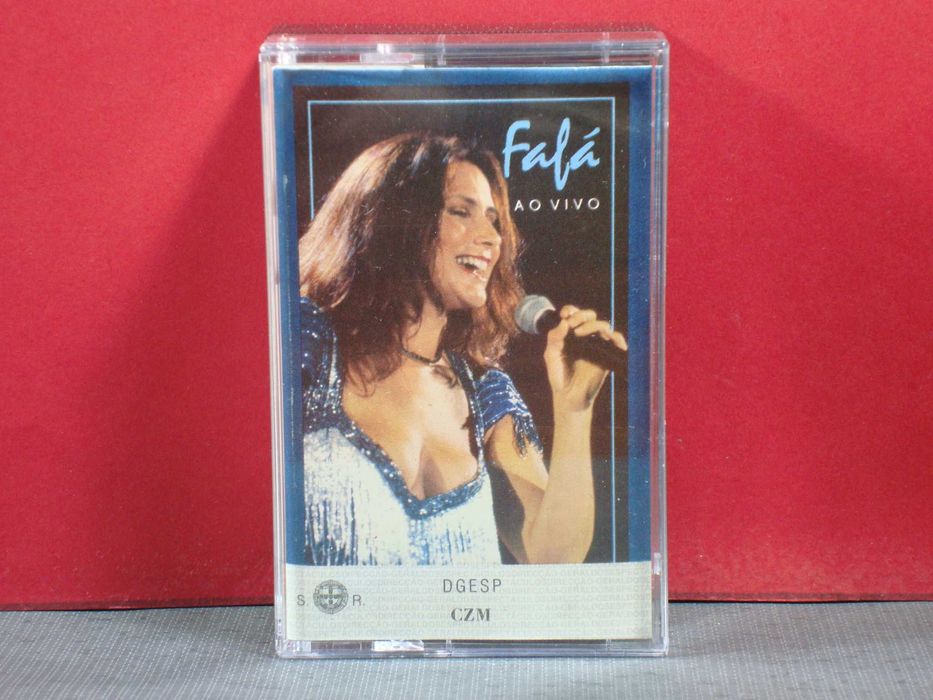 Fafá
AO VIVO
DGESP
S. R.
CZM